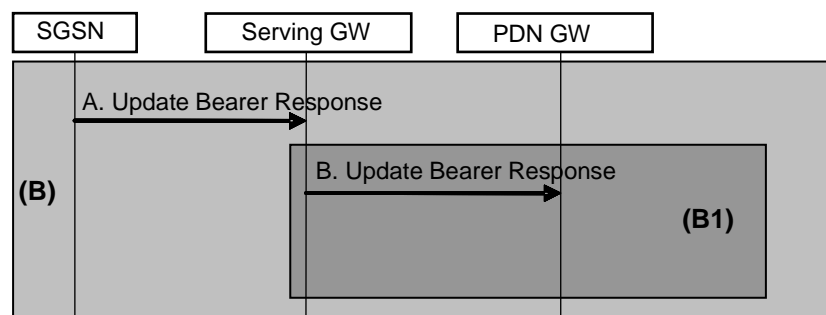 SGSN Serving GW PDN GW
A. Update Bearer Response
B. Update Bearer Response
(B)
(B1)